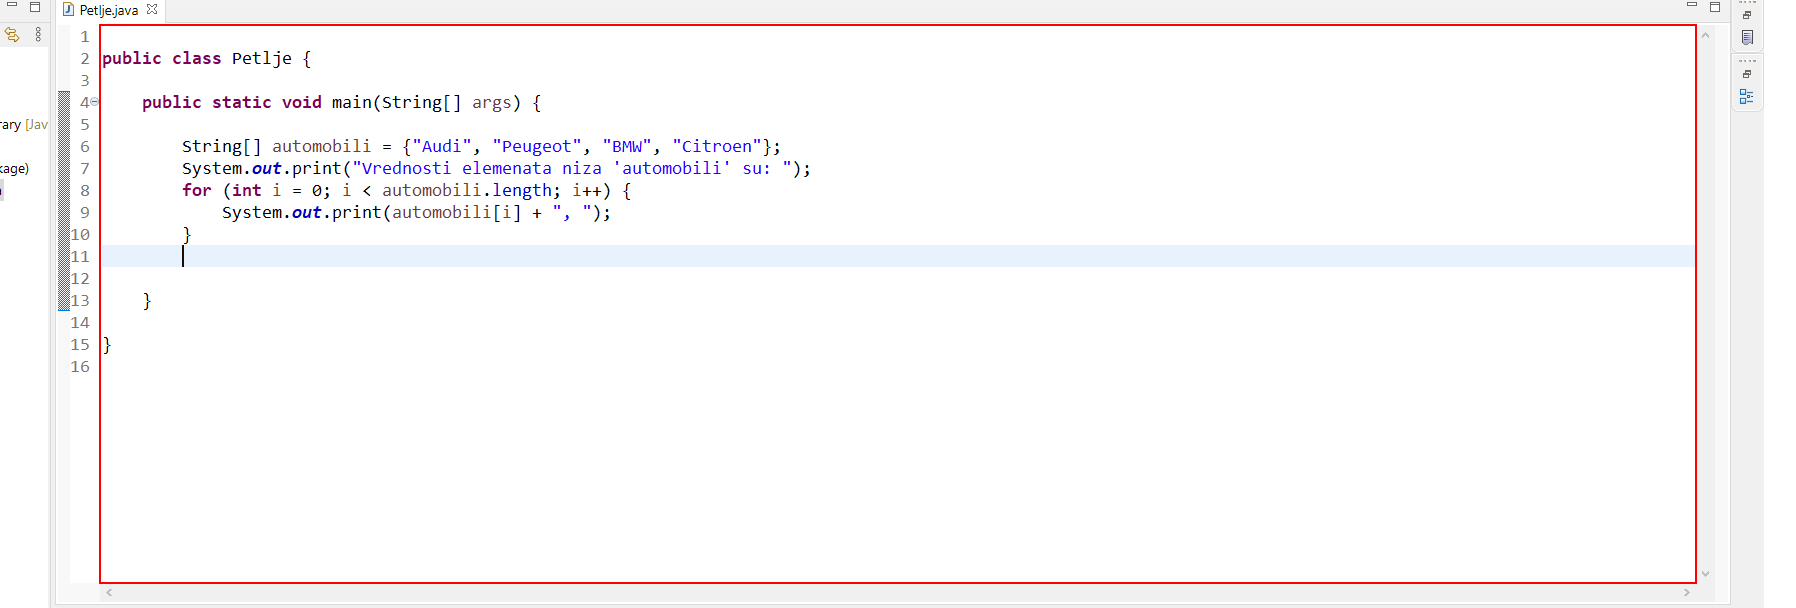 Petlje.java
rary [Jav
kage)
1
2 public class Petlje {
3
4 public static void main(String[] args) {
5
6 String[] automobili = {"Audi", "Peugeot", "BMW", "Citroen"};
7 System.out.print("Vrednosti elemenata niza 'automobili' su: ");
8 for (int i = 0; i < automobili.length; i++) {
9 System.out.print(automobili[i] + ", ");
10 }
11
12
13 }
14
15 }
16